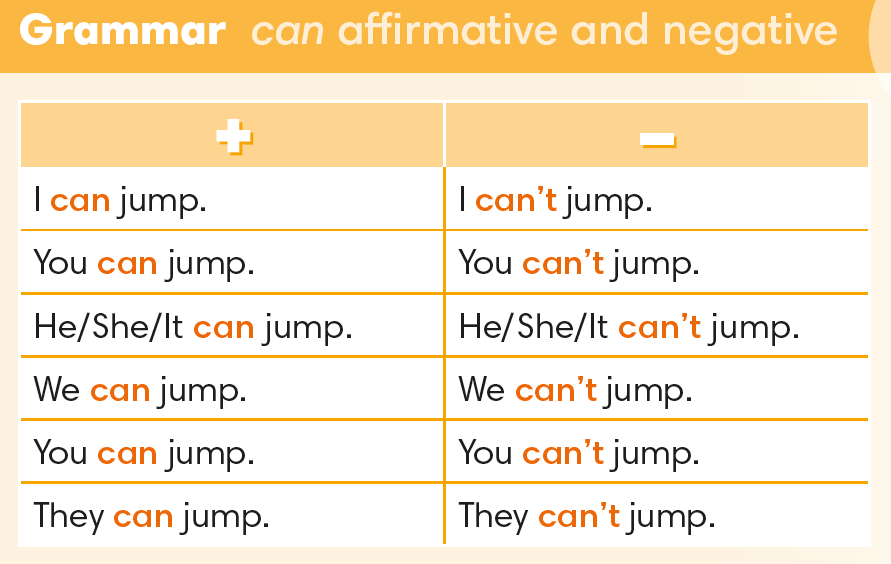 Grammar can affirmative and negative
+ −
I can jump. I can’t jump.
You can jump. You can’t jump.
He/She/It can jump. He/She/It can’t jump.
We can jump. We can’t jump.
You can jump. You can’t jump.
They can jump. They can’t jump.